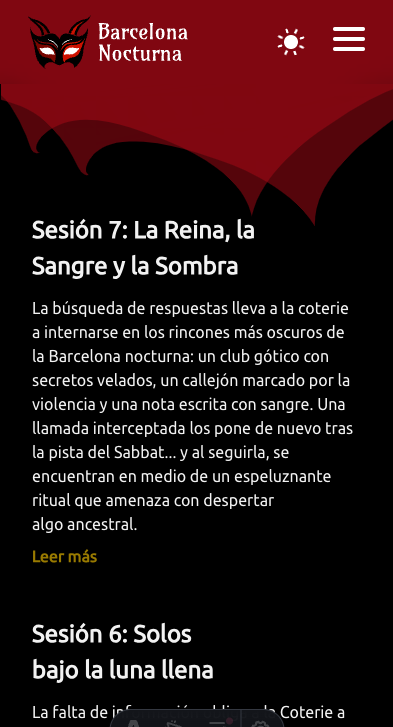 Barcelona
Nocturna
Sesión 7: La Reina, la
Sangre y la Sombra
La búsqueda de respuestas lleva a la coterie
a internarse en los rincones más oscuros de
la Barcelona nocturna: un club gótico con
secretos velados, un callejón marcado por la
violencia y una nota escrita con sangre. Una
llamada interceptada los pone de nuevo tras
la pista del Sabbat... y al seguirla, se
encuentran en medio de un espeluznante
ritual que amenaza con despertar
algo ancestral.
Leer más
Sesión 6: Solos
bajo la luna llena
La falta de a Coterie a